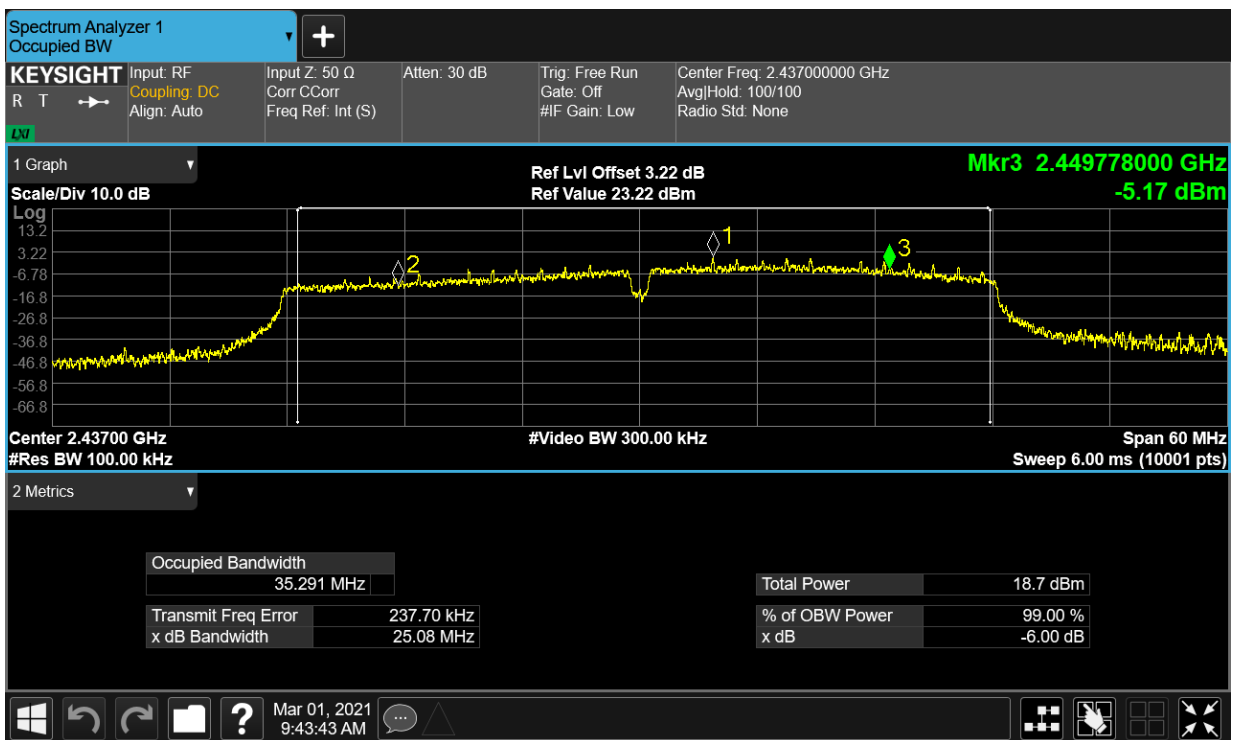 Spectrum Analyzer 1
Occupied BW
+
KEYSIGHT
R T
LXI
Input: RF
Coupling: DC
Align: Auto
Input Z: 50 Ω
Corr CCorr
Freq Ref: Int (S)
Atten: 30 dB
Trig: Free Run
Gate: Off
#IF Gain: Low
Center Freq: 2.437000000 GHz
Avg|Hold: 100/100
Radio Std: None
1 Graph
Scale/Div 10.0 dB
Ref Lvl Offset 3.22 dB
Ref Value 23.22 dBm
Mkr3 2.449778000 GHz
-5.17 dBm
Log
13.2
3.22
-6.78
-16.8
-26.8
-36.8
-46.8
-56.8
-66.8
2
1
3
Center 2.43700 GHz
#Video BW 300.00 kHz
Span 60 MHz
#Res BW 100.00 kHz
Sweep 6.00 ms (10001 pts)
2 Metrics
Occupied Bandwidth
35.291 MHz
Total Power 18.7 dBm
Transmit Freq Error 237.70 kHz
% of OBW Power 99.00 %
x dB Bandwidth 25.08 MHz
x dB -6.00 dB
?
Mar 01, 2021
9:43:43 AM